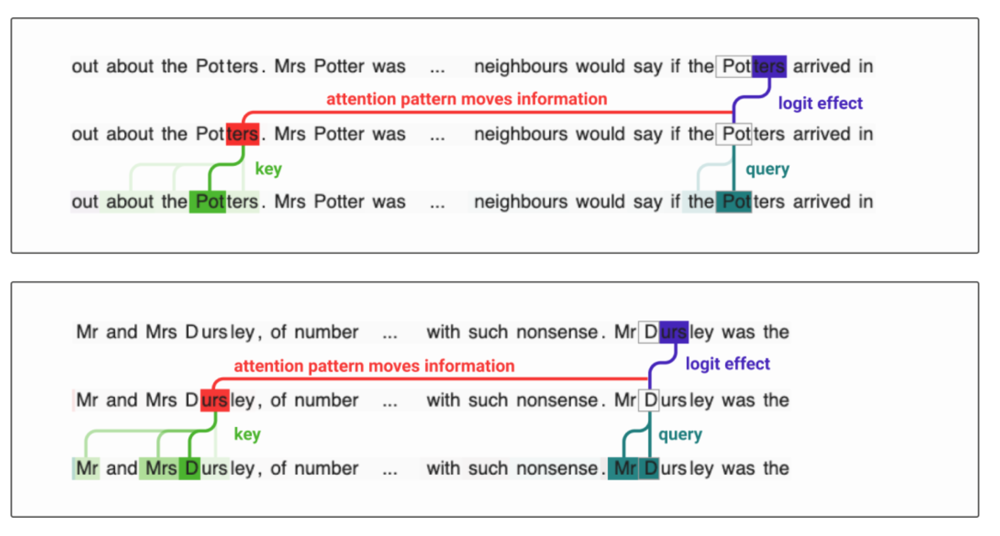 out about the Potters. Mrs Potter was ... neighbours would say if the Potters arrived in
attention pattern moves information
logit effect
out about the Potters. Mrs Potter was ... neighbours would say if the Potters arrived in
key
query
out about the Potters. Mrs Potter was ... neighbours would say if the Potters arrived in
Mr and Mrs Dursley, of number ... with such nonsense. Mr Dursley was the
attention pattern moves information
logit effect
Mr and Mrs Dursley, of number ... with such nonsense. Mr Dursley was the
key
query
Mr and Mrs Dursley, of number ... with such nonsense. Mr Dursley was the